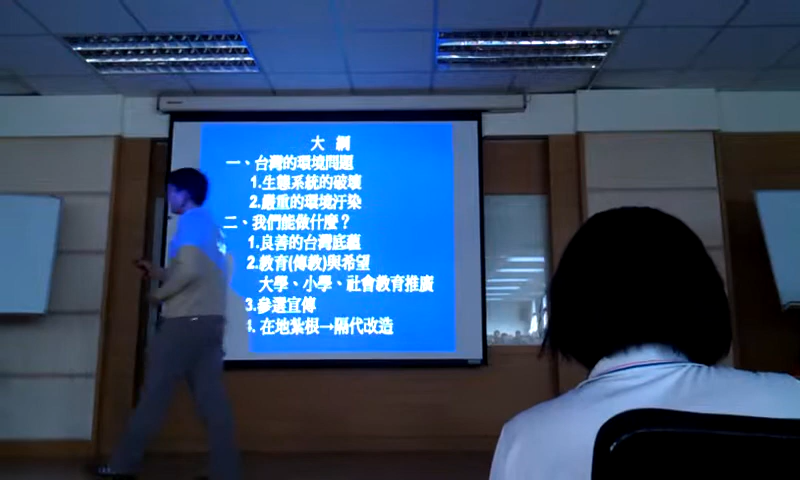 大 綱
一、台灣的環境問題
1.生態系統的破壞
2.嚴重的環境汙染
二、我們能做什麼？
1.良善的台灣底蘊
2.教育(傳教)與希望
大學、小學、社會教育推廣
3.參選宣傳
4. 在地紮根→隔代改造